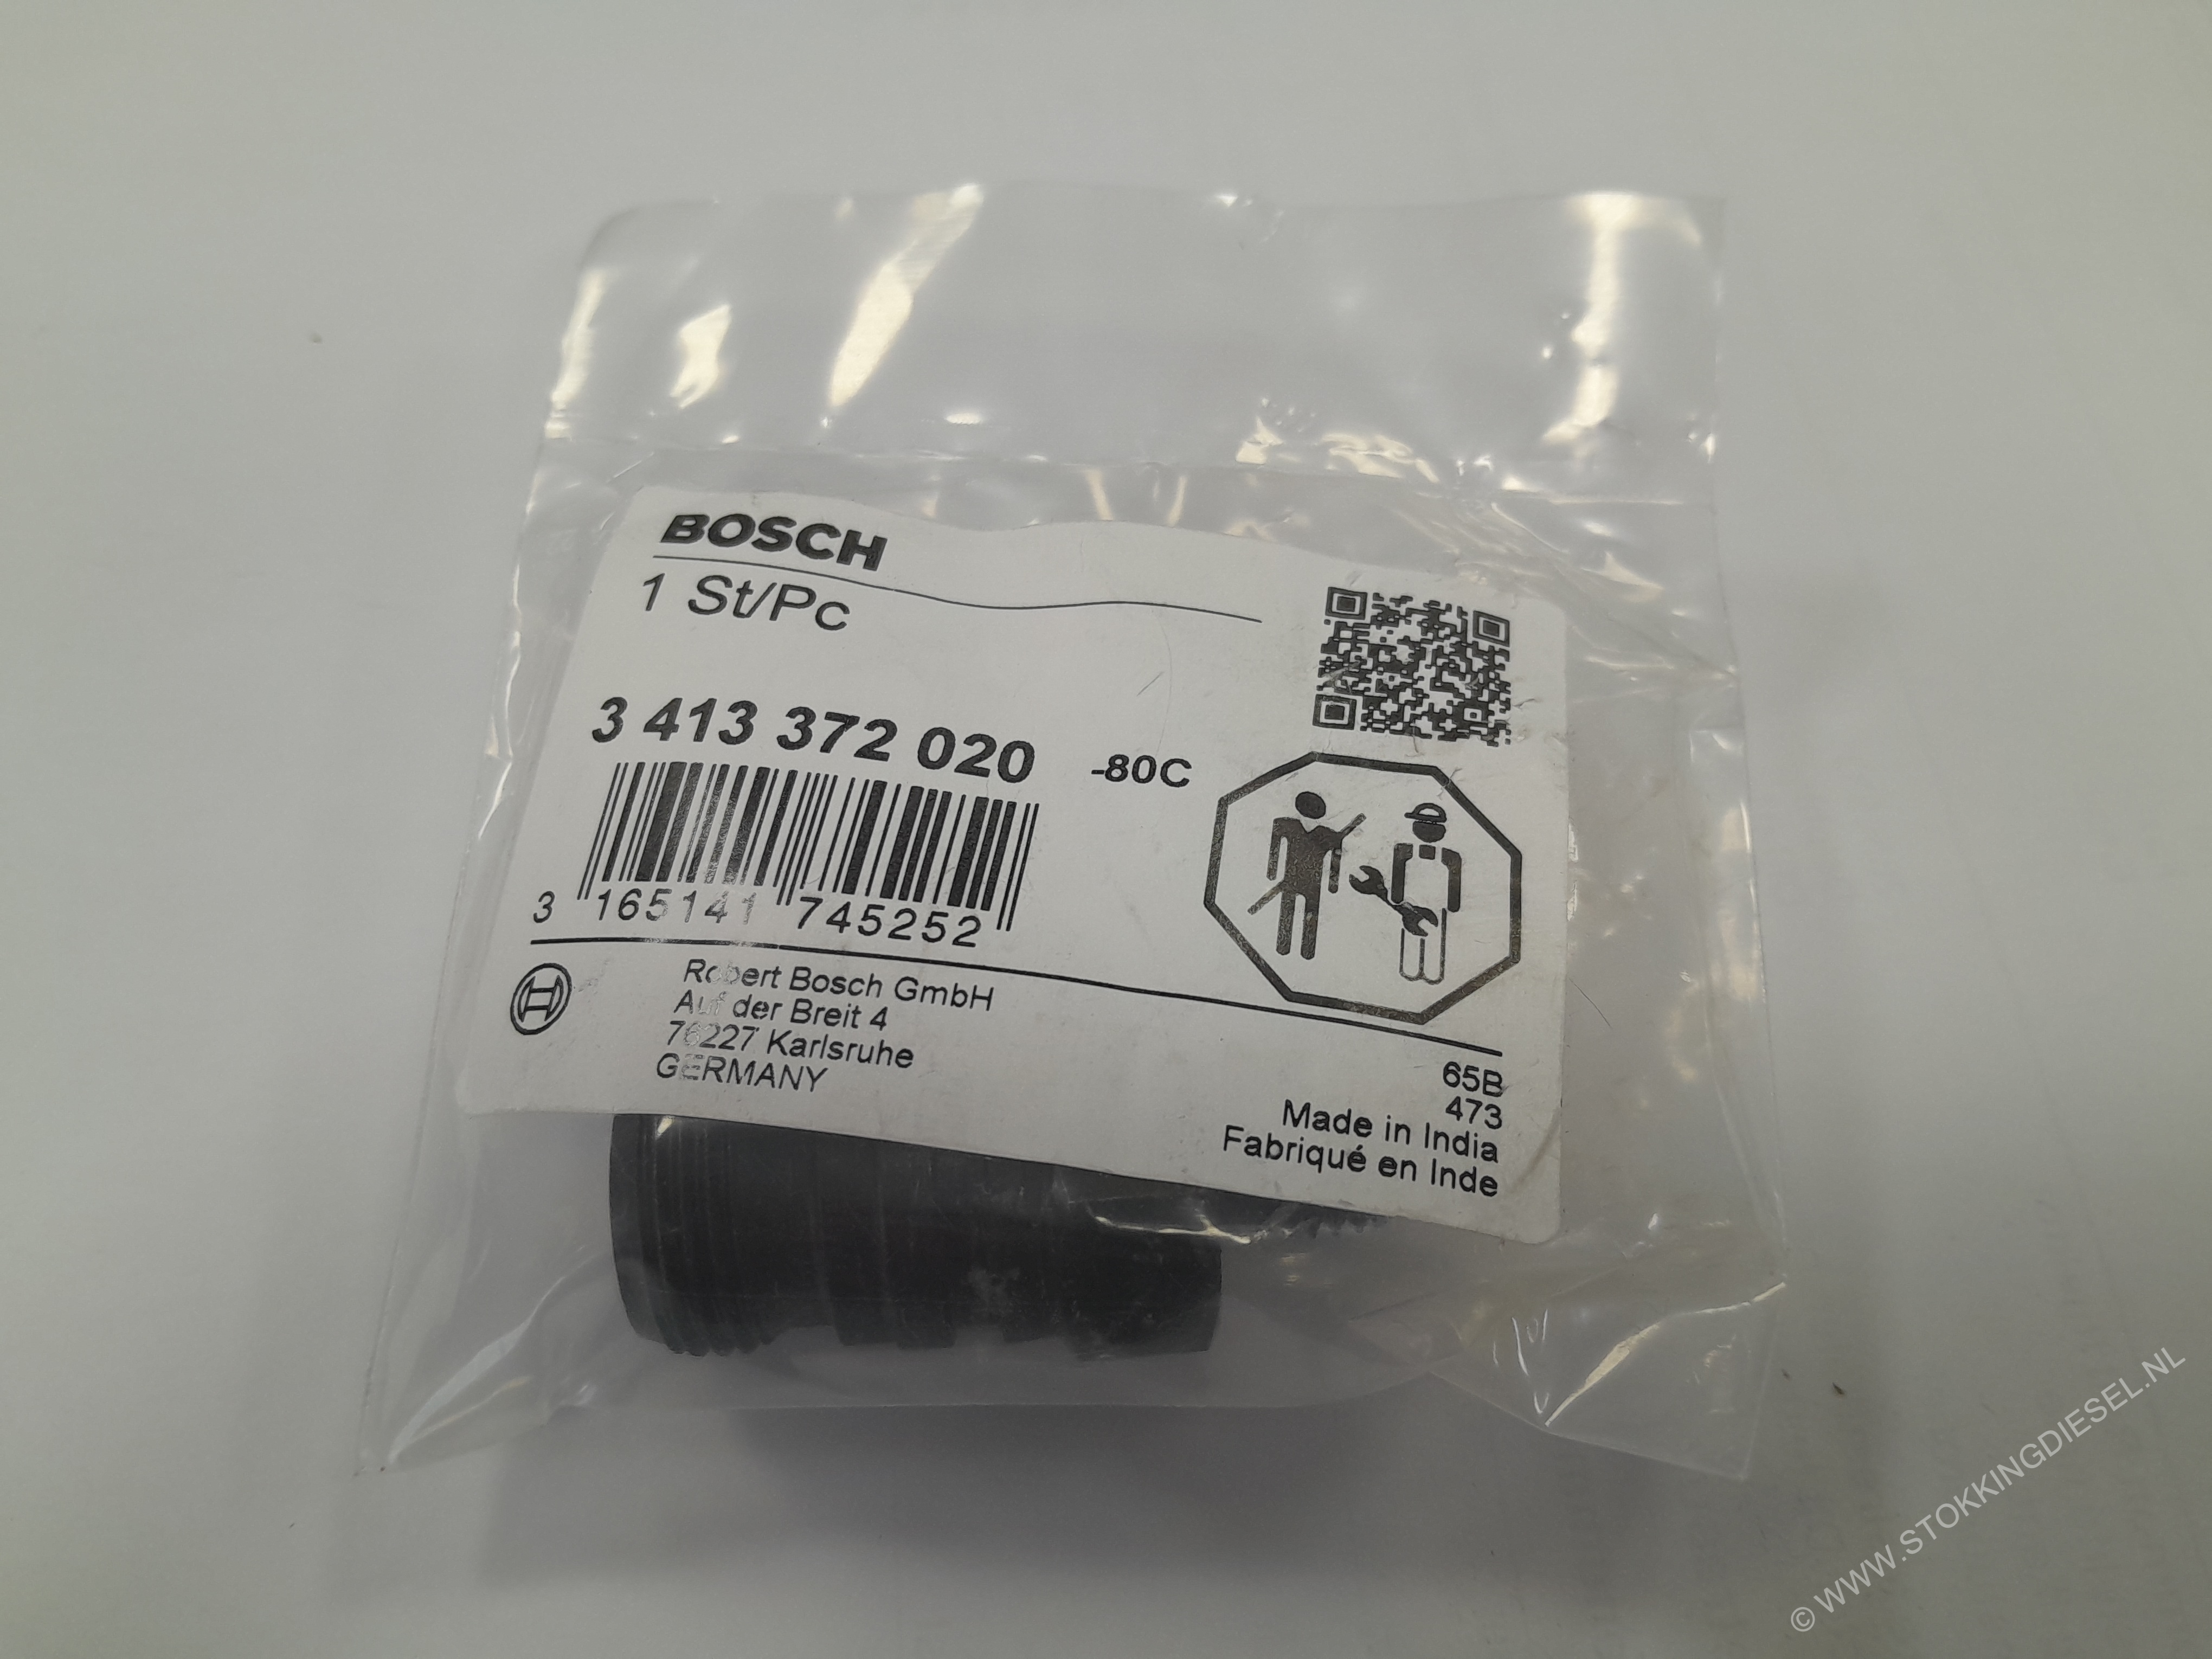 BOSCH
1 St/Pc
3 413 372 020 -80C
3 165141 745252
Robert Bosch GmbH
Auf der Breit 4
76227 Karlsruhe
GERMANY
65B
473
Made in India
Fabriqué en Inde
© WWW.STOKKINGDIESEL.NL